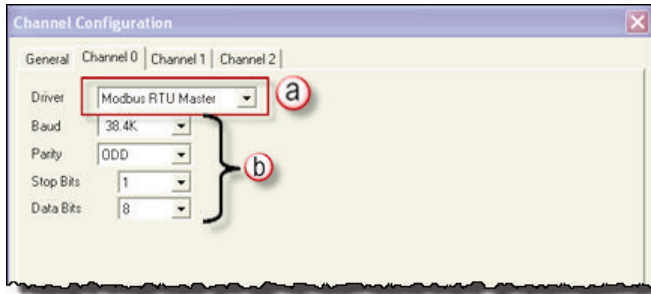 Channel Configuration
General Channel 0 Channel 1 Channel 2
Driver Modbus RTU Master a
Baud 38.4K
Parity ODD
b
Stop Bits 1
Data Bits 8